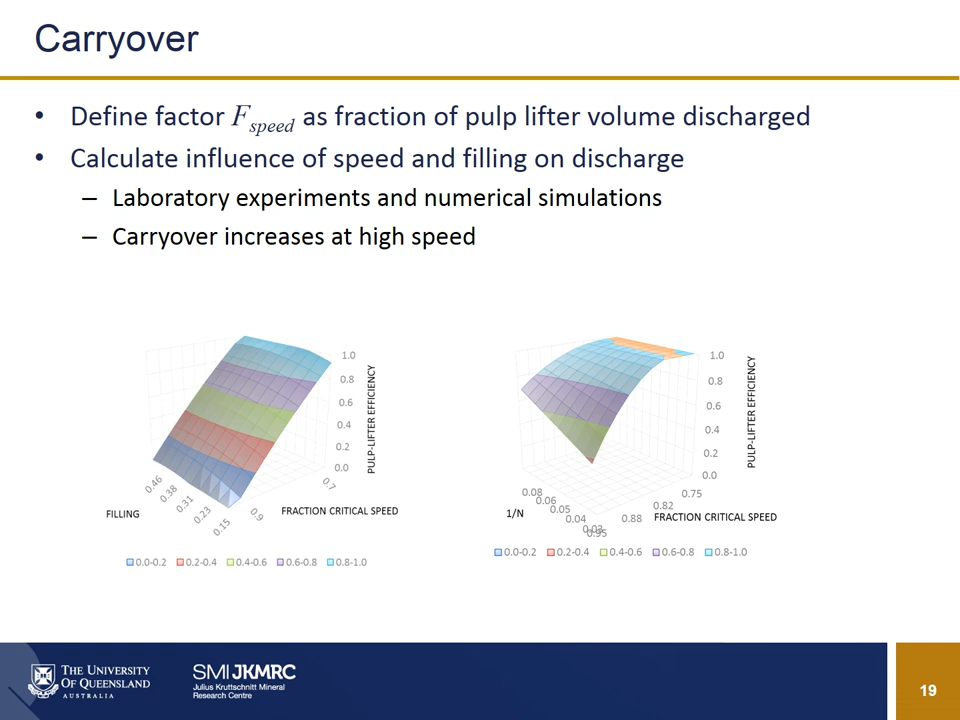 Carryover
• Define factor Fspeed as fraction of pulp lifter volume discharged
• Calculate influence of speed and filling on discharge
– Laboratory experiments and numerical simulations
– Carryover increases at high speed
1.0
0.8
0.6
0.4
0.2
0.0
PULP-LIFTER EFFICIENCY
0.46
0.38
0.31
0.23
0.15
FILLING
0.7
0.9
FRACTION CRITICAL SPEED
0.0-0.2 0.2-0.4 0.4-0.6 0.6-0.8 0.8-1.0
1.0
0.8
0.6
0.4
0.2
0.0
PULP-LIFTER EFFICIENCY
0.08
0.06
0.05
0.04
0.03
1/N
0.75
0.82
0.88
0.95
FRACTION CRITICAL SPEED
0.0-0.2 0.2-0.4 0.4-0.6 0.6-0.8 0.8-1.0
THE UNIVERSITY
OF QUEENSLAND
AUSTRALIA
SMI JKMRC
Julius Kruttschnitt Mineral
Research Centre
19